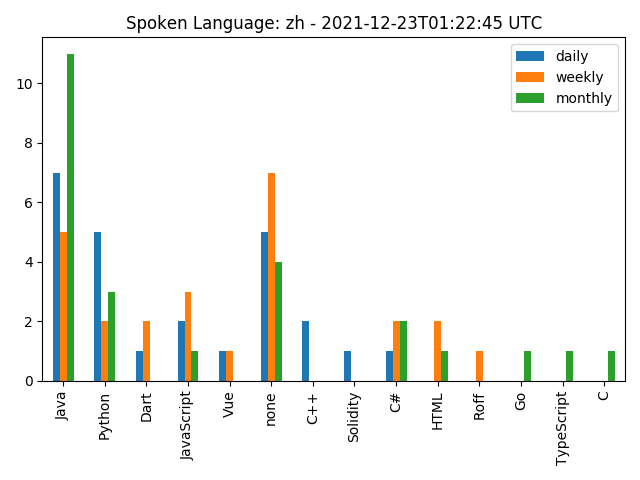 Spoken Language: zh - 2021-12-23T01:22:45 UTC
daily
weekly
monthly
10
8
6
4
2
0
Java
Python
Dart
JavaScript
Vue
none
C++
Solidity
C#
HTML
Roff
Go
TypeScript
C